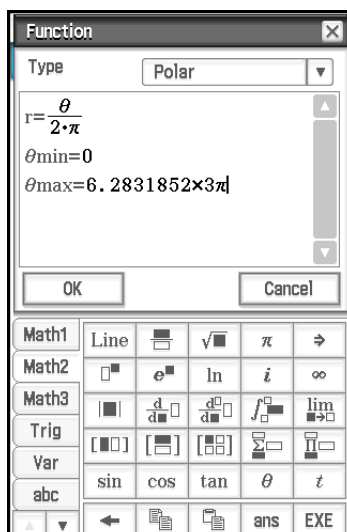 Function
Type Polar
r=θ/2·π
θmin=0
θmax=6.2831852×3π
OK Cancel
Math1 Line √■ π ⇒
Math2 □■ e■ ln i ∞
Math3 |■| d/d■□ d□/d■□ ∫□ lim ■→□
Trig [■□] [■□] [■□] Σ□ Π□
Var sin cos tan θ t
abc ← ans EXE